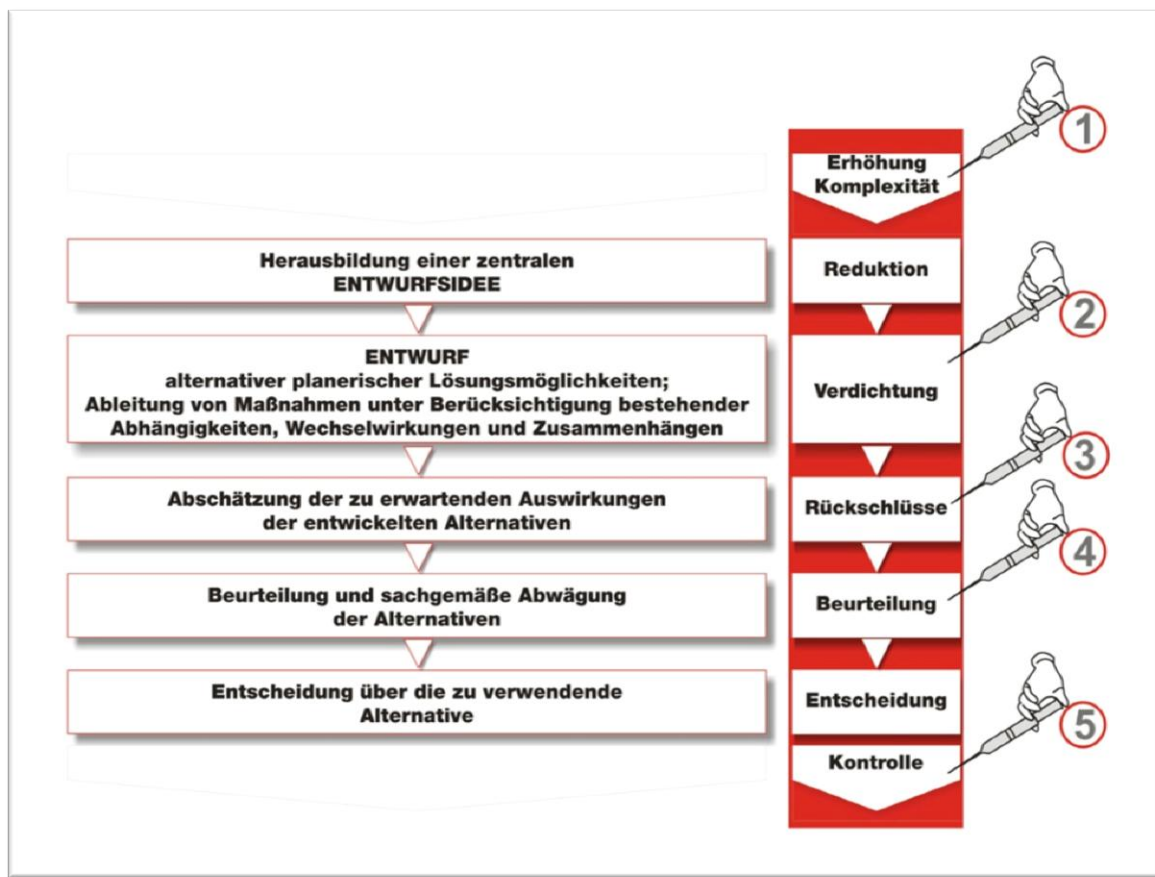 Erhöhung
Komplexität
1
Herausbildung einer zentralen
ENTWURFSIDEE
Reduktion
2
ENTWURF
alternativer planerischer Lösungsmöglichkeiten;
Ableitung von Maßnahmen unter Berücksichtigung bestehender
Abhängigkeiten, Wechselwirkungen und Zusammenhängen
Verdichtung
3
Abschätzung der zu erwartenden Auswirkungen
der entwickelten Alternativen
Rückschlüsse
4
Beurteilung und sachgemäße Abwägung
der Alternativen
Beurteilung
Entscheidung über die zu verwendende
Alternative
Entscheidung
5
Kontrolle